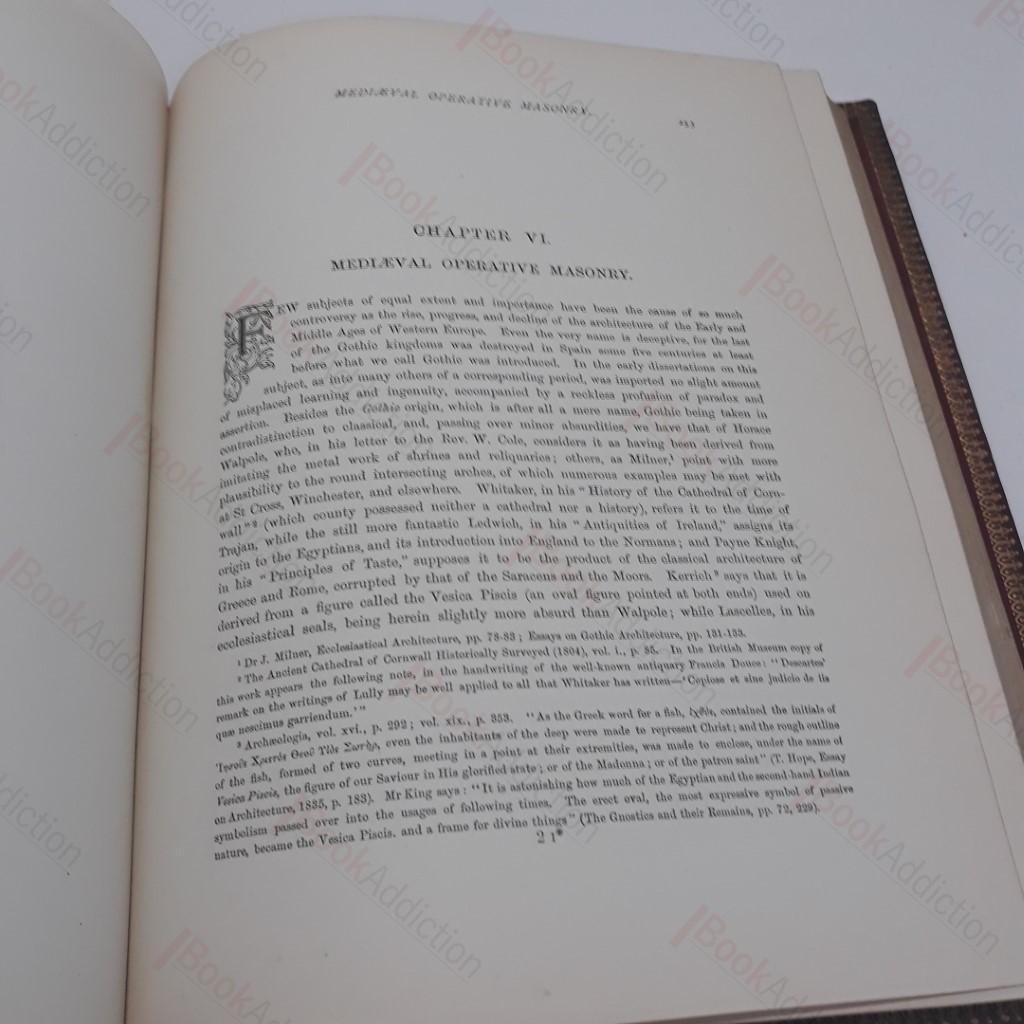 MEDIÆVAL OPERATIVE MASONRY.
CHAPTER VI.
MEDIÆVAL OPERATIVE MASONRY.
FEW subjects of equal extent and importance have been the cause of so much
controversy as the rise, progress, and decline of the architecture of the Early and
Middle Ages of Western Europe. Even the very name is deceptive, for the last
of the Gothic kingdoms was destroyed in Spain some five centuries at least
before what we call Gothic was introduced. In the early dissertations on this
subject, as into many others of a corresponding period, was imported no slight amount
of misplaced learning and ingenuity, accompanied by a reckless profusion of paradox and
assertion. Besides the Gothic origin, which is after all a mere name, Gothic being taken in
contradistinction to classical, and, passing over minor absurdities, we have that of Horace
Walpole, who, in his letter to the Rev. W. Cole, considers it as having been derived from
imitating the metal work of shrines and reliquaries; others, as Milner,¹ point with more
plausibility to the round intersecting arches, of which numerous examples may be met with
at St Cross, Winchester, and elsewhere. Whitaker, in his "History of the Cathedral of Corn-
wall"² (which county possessed neither a cathedral nor a history), refers it to the time of
Trajan, while the still more fantastic Ledwich, in his "Antiquities of Ireland," assigns its
origin to the Egyptians, and its introduction into England to the Normans; and Payne Knight,
in his "Principles of Taste," supposes it to be the product of the classical architecture of
Greece and Rome, corrupted by that of the Saracens and the Moors. Kerrich³ says that it is
derived from a figure called the Vesica Piscis (an oval figure pointed at both ends) used on
ecclesiastical seals, being herein slightly more absurd than Walpole; while Lascelles, in his
¹ Dr J. Milner, Ecclesiastical Architecture, pp. 78-83; Essays on Gothic Architecture, pp. 131-133.
² The Ancient Cathedral of Cornwall Historically Surveyed (1804), vol. i., p. 85. In the British Museum copy of
this work appears the following note, in the handwriting of the well-known antiquary Francis Douce: "Descartes'
remark on the writings of Lully may be well applied to all that Whitaker has written—'Copiose et sine judicio de iis
quæ nescimus garriendum.'"
³ Archæologia, vol. xvi., p. 292; vol. xix., p. 353. "As the Greek word for a fish, ἰχθύς, contained the initials of
Ἰησοῦς Χριστός Θεοῦ Υἱός Σωτήρ, even the inhabitants of the deep were made to represent Christ; and the rough outline
of the fish, formed of two curves, meeting in a point at their extremities, was made to enclose, under the name of
Vesica Piscis, the figure of our Saviour in His glorified state; or of the Madonna; or of the patron saint" (T. Hope, Essay
on Architecture, 1835, p. 183). Mr King says: "It is astonishing how much of the Egyptian and the second-hand Indian
symbolism passed over into the usages of following times. The erect oval, the most expressive symbol of passive
nature, became the Vesica Piscis, and a frame for divine things" (The Gnostics and their Remains, pp. 72, 229).
2 I*
BookAddiction